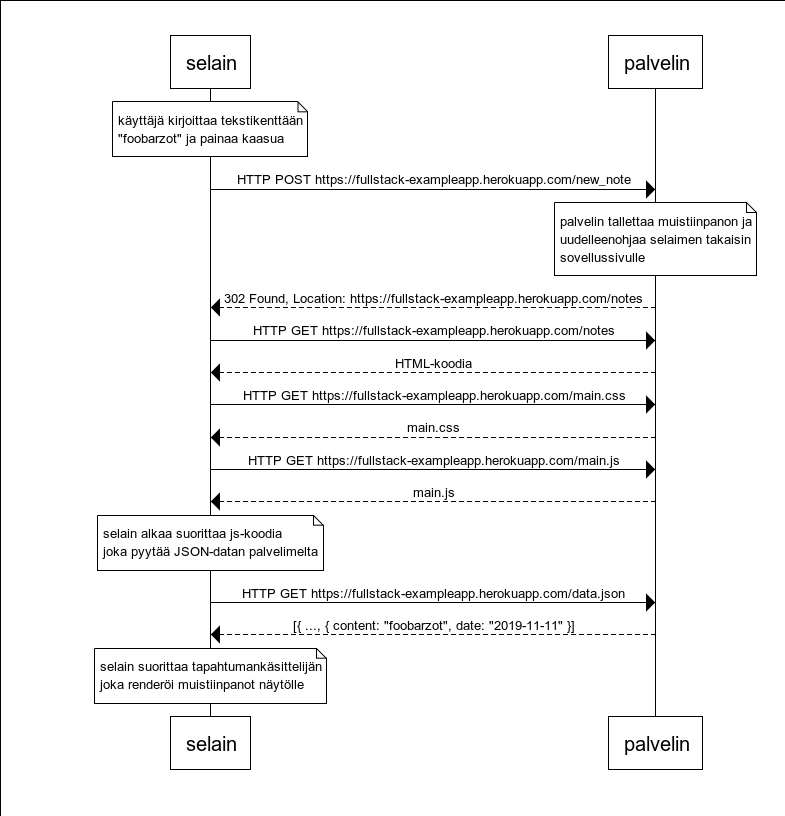 selain
palvelin
käyttäjä kirjoittaa tekstikenttään
"foobarzot" ja painaa kaasua
HTTP POST https://fullstack-exampleapp.herokuapp.com/new_note
palvelin tallettaa muistiinpanon ja
uudelleenohjaa selaimen takaisin
sovellussivulle
302 Found, Location: https://fullstack-exampleapp.herokuapp.com/notes
HTTP GET https://fullstack-exampleapp.herokuapp.com/notes
HTML-koodia
HTTP GET https://fullstack-exampleapp.herokuapp.com/main.css
main.css
HTTP GET https://fullstack-exampleapp.herokuapp.com/main.js
main.js
selain alkaa suorittaa js-koodia
joka pyytää JSON-datan palvelimelta
HTTP GET https://fullstack-exampleapp.herokuapp.com/data.json
[{ ..., { content: "foobarzot", date: "2019-11-11" }]
selain suorittaa tapahtumankäsittelijän
joka renderöi muistiinpanot näytölle
selain
palvelin